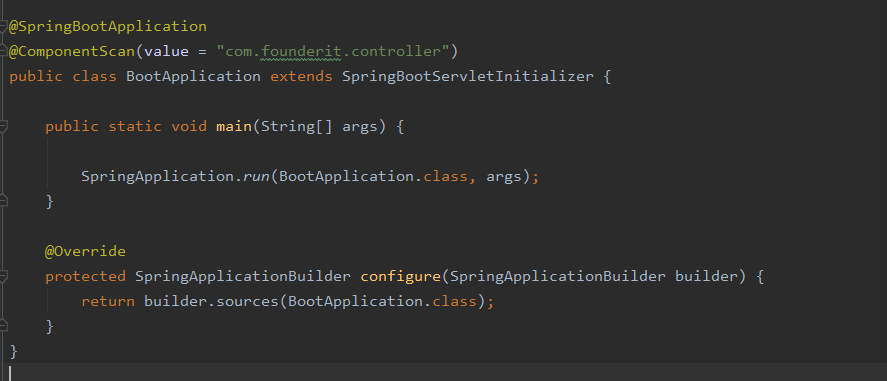 @SpringBootApplication
@ComponentScan(value = "com.founderit.controller")
public class BootApplication extends SpringBootServletInitializer {
public static void main(String[] args) {
SpringApplication.run(BootApplication.class, args);
}
@Override
protected SpringApplicationBuilder configure(SpringApplicationBuilder builder) {
return builder.sources(BootApplication.class);
}
}